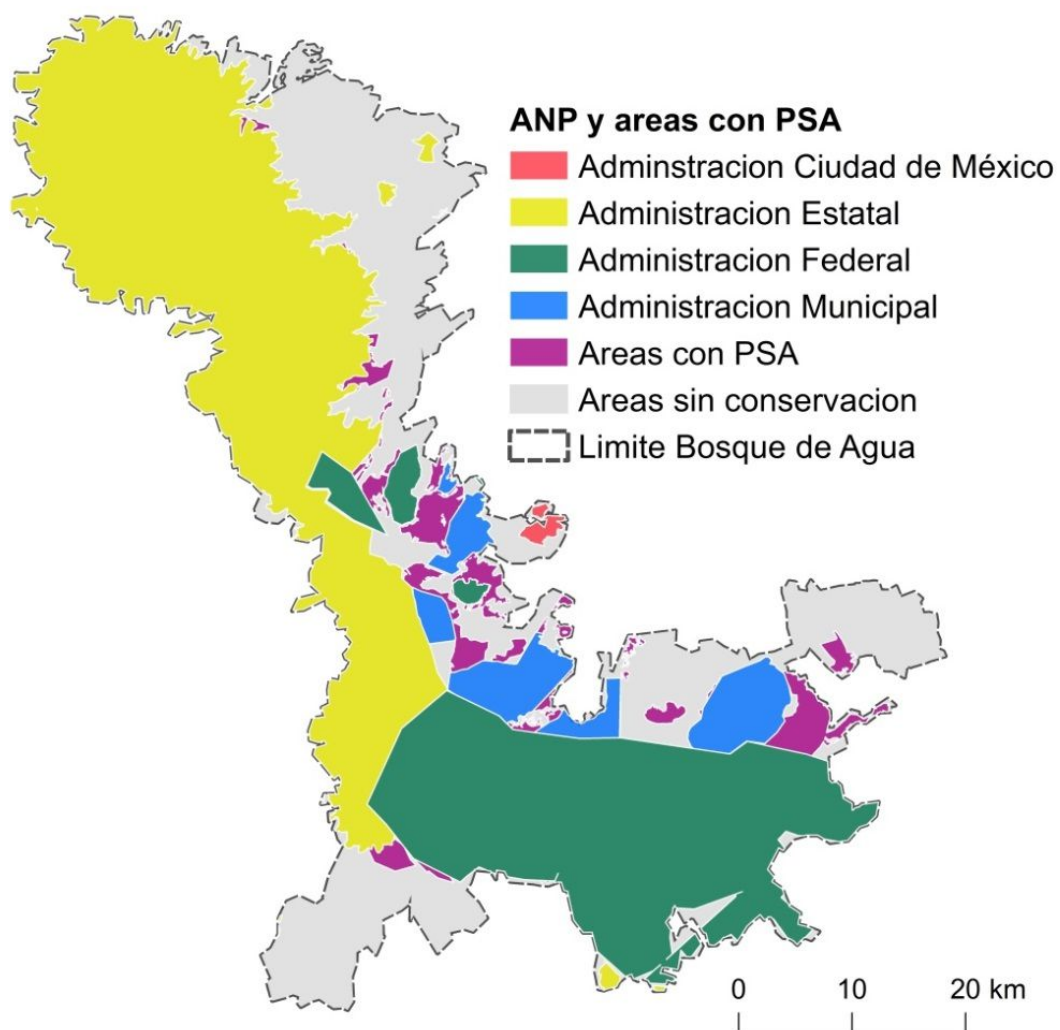 ANP y areas con PSA
Adminstracion Ciudad de México
Administracion Estatal
Administracion Federal
Administracion Municipal
Areas con PSA
Areas sin conservacion
Limite Bosque de Agua
0 10 20 km